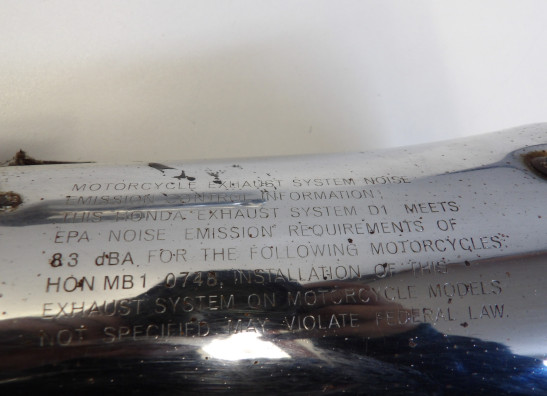 MOTORCYCLE EXHAUST SYSTEM NOISE
EMISSION CONTROL INFORMATION:
THIS HONDA EXHAUST SYSTEM D1 MEETS
EPA NOISE EMISSION REQUIREMENTS OF
83 dBA FOR THE FOLLOWING MOTORCYCLES:
HON MB1 0748. INSTALLATION OF THIS
EXHAUST SYSTEM ON MOTORCYCLE MODELS
NOT SPECIFIED MAY VIOLATE FEDERAL LAW.